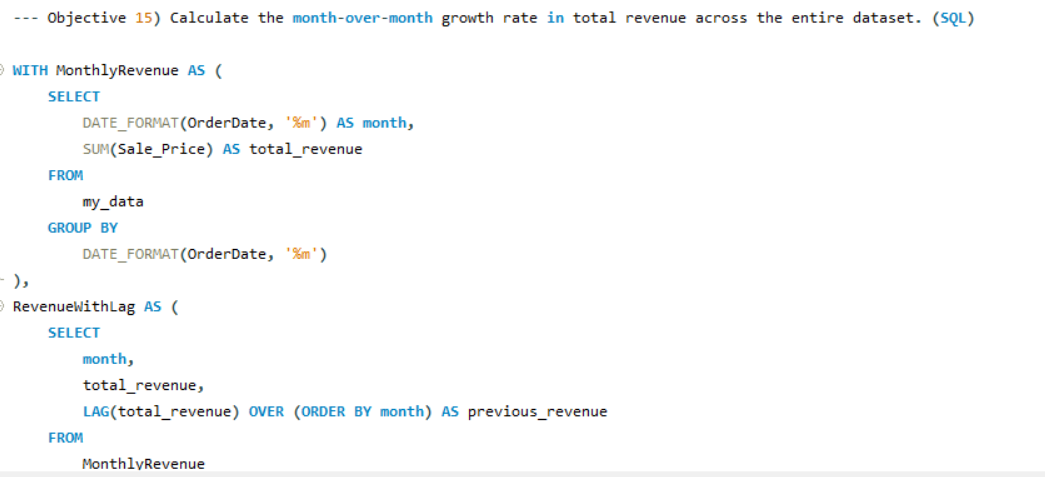 --- Objective 15) Calculate the month-over-month growth rate in total revenue across the entire dataset. (SQL)
WITH MonthlyRevenue AS (
SELECT
DATE_FORMAT(OrderDate, '%m') AS month,
SUM(Sale_Price) AS total_revenue
FROM
my_data
GROUP BY
DATE_FORMAT(OrderDate, '%m')
),
RevenueWithLag AS (
SELECT
month,
total_revenue,
LAG(total_revenue) OVER (ORDER BY month) AS previous_revenue
FROM
MonthlyRevenue